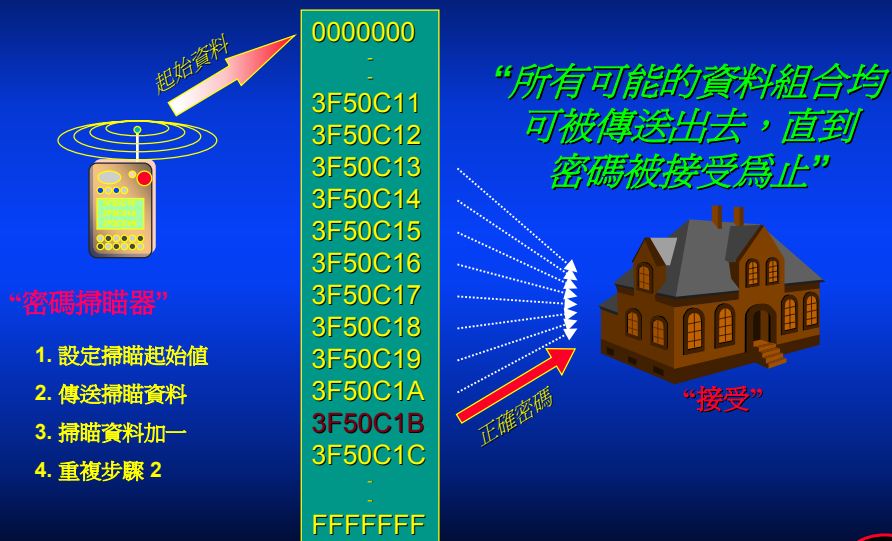 起始資料
0000000
-
-
3F50C11
3F50C12
3F50C13
3F50C14
3F50C15
3F50C16
3F50C17
3F50C18
3F50C19
3F50C1A
3F50C1B
3F50C1C
-
-
FFFFFFF
“所有可能的資料組合均
可被傳送出去，直到
密碼被接受為止”
“密碼掃瞄器”
1. 設定掃瞄起始值
2. 傳送掃瞄資料
3. 掃瞄資料加一
4. 重複步驟 2
正確密碼
“接受”